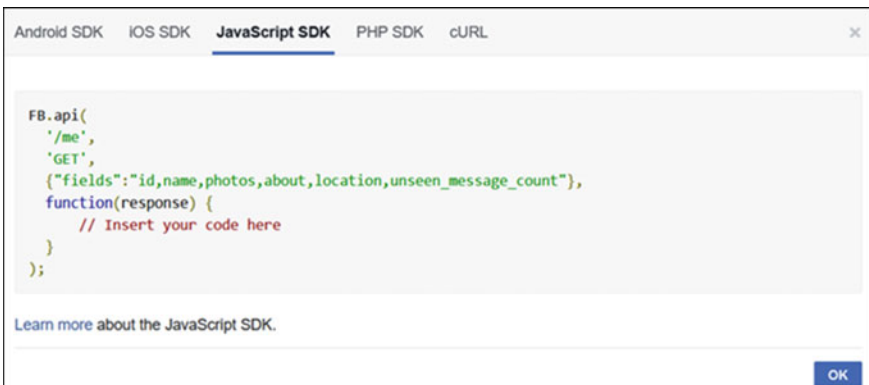 Android SDK iOS SDK JavaScript SDK PHP SDK cURL ×
FB.api(
'/me',
'GET',
{"fields":"id,name,photos,about,location,unseen_message_count"},
function(response) {
// Insert your code here
}
);
Learn more about the JavaScript SDK.
OK